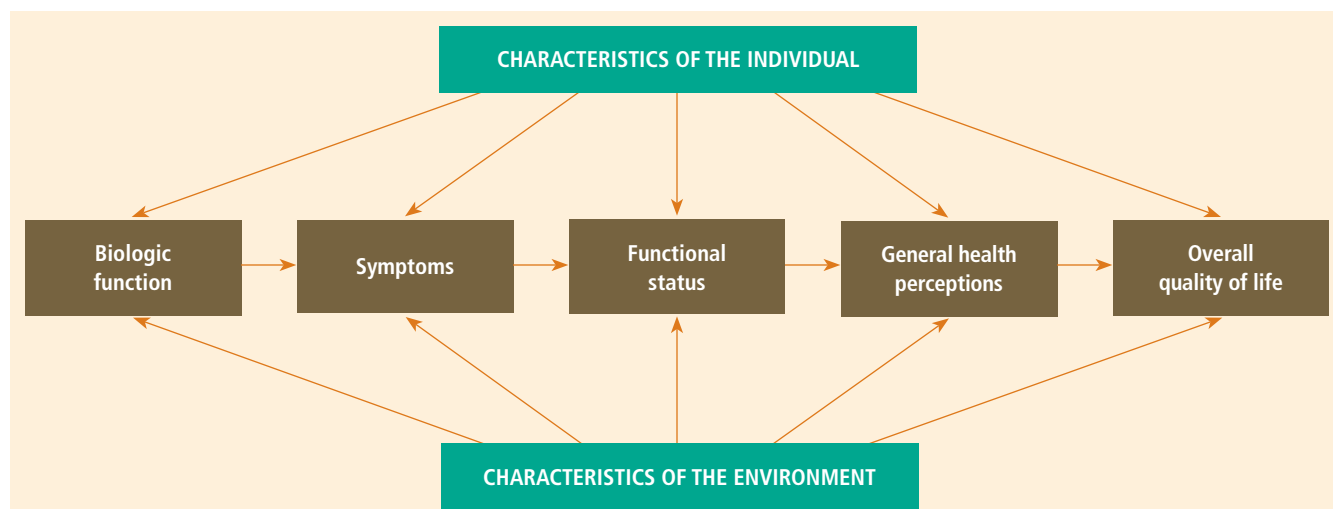 CHARACTERISTICS OF THE INDIVIDUAL
Biologic
function
Symptoms
Functional
status
General health
perceptions
Overall
quality of life
CHARACTERISTICS OF THE ENVIRONMENT